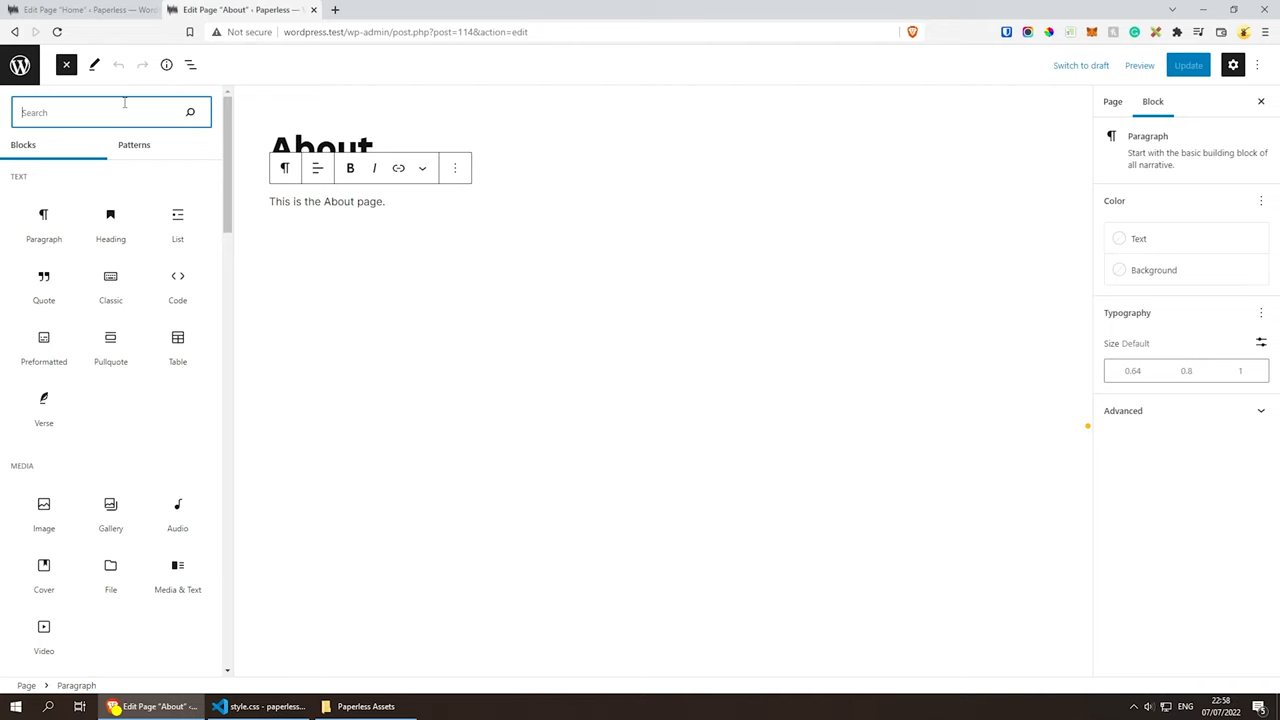 Edit Page "Home" ‹ Paperless — Word
Edit Page "About" ‹ Paperless —
Not secure
wordpress.test/wp-admin/post.php?post=114&action=edit
Switch to draft
Preview
Update
Search
Blocks
Patterns
TEXT
Paragraph
Heading
List
Quote
Classic
Code
Preformatted
Pullquote
Table
Verse
MEDIA
Image
Gallery
Audio
Cover
File
Media & Text
Video
About
B
I
This is the About page.
Page
Block
Paragraph
Start with the basic building block of
all narrative.
Color
Text
Background
Typography
Size Default
0.64
0.8
1
Advanced
Page
Paragraph
Edit Page "About" ‹...
style.css - paperless...
Paperless Assets
ENG
22:58
07/07/2022
5